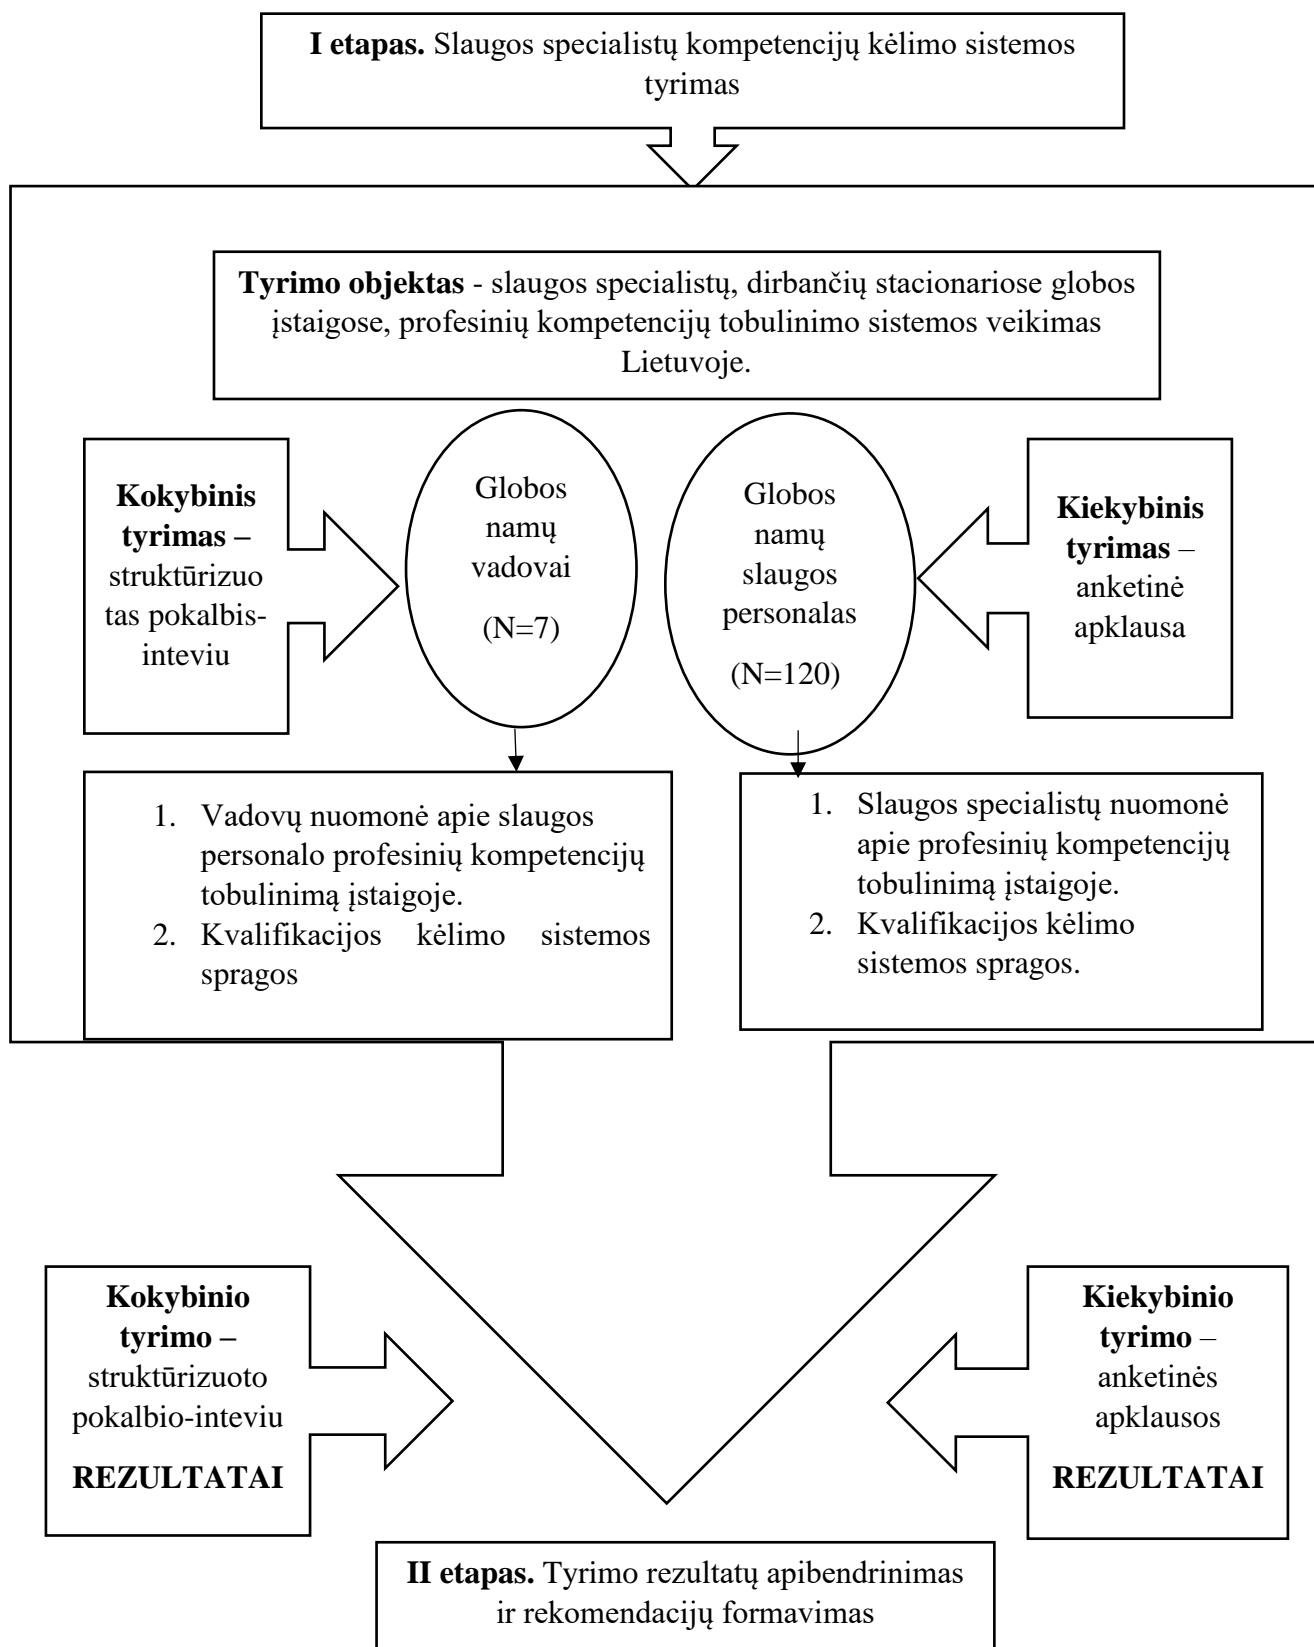 I etapas. Slaugos specialistų kompetencijų kėlimo sistemos
tyrimas
Tyrimo objektas - slaugos specialistų, dirbančių stacionariose globos
įstaigose, profesinių kompetencijų tobulinimo sistemos veikimas
Lietuvoje.
Kokybinis
tyrimas –
struktūrizuo
tas pokalbis-
inteviu
Globos
namų
vadovai
(N=7)
Globos
namų
slaugos
personalas
(N=120)
Kiekybinis
tyrimas –
anketinė
apklausa
1. Vadovų nuomonė apie slaugos
personalo profesinių kompetencijų
tobulinimą įstaigoje.
2. Kvalifikacijos kėlimo sistemos
spragos
1. Slaugos specialistų nuomonė
apie profesinių kompetencijų
tobulinimą įstaigoje.
2. Kvalifikacijos kėlimo
sistemos spragos.
Kokybinio
tyrimo –
struktūrizuoto
pokalbio-inteviu
REZULTATAI
Kiekybinio
tyrimo –
anketinės
apklausos
REZULTATAI
II etapas. Tyrimo rezultatų apibendrinimas
ir rekomendacijų formavimas